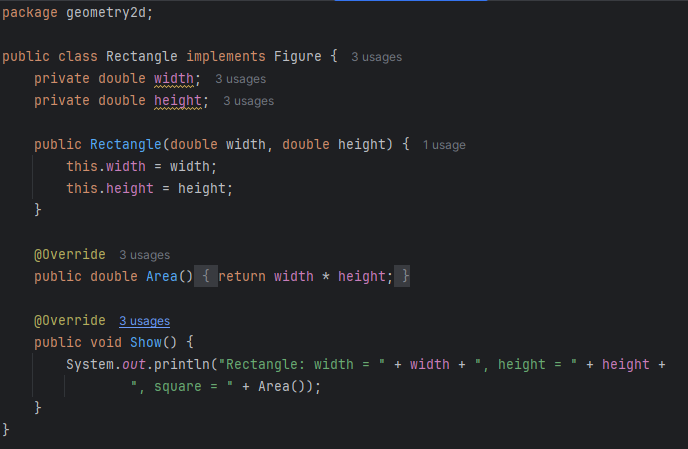 package geometry2d;
public class Rectangle implements Figure { 3 usages
private double width; 3 usages
private double height; 3 usages
public Rectangle(double width, double height) { 1 usage
this.width = width;
this.height = height;
}
@Override 3 usages
public double Area() { return width * height; }
@Override 3 usages
public void Show() {
System.out.println("Rectangle: width = " + width + ", height = " + height +
", square = " + Area());
}
}